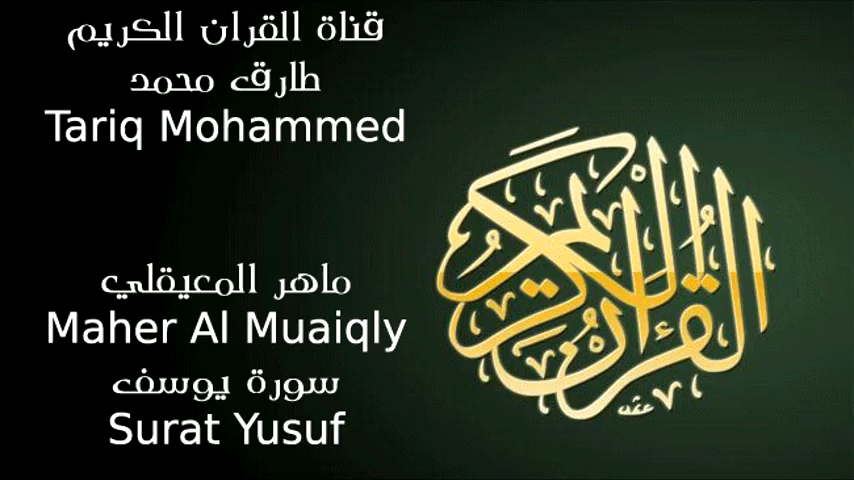 قناة القران الكريم
طارق محمد
Tariq Mohammed
ماهر المعيقلي
Maher Al Muaiqly
سورة يوسف
Surat Yusuf
القرآن الكريم